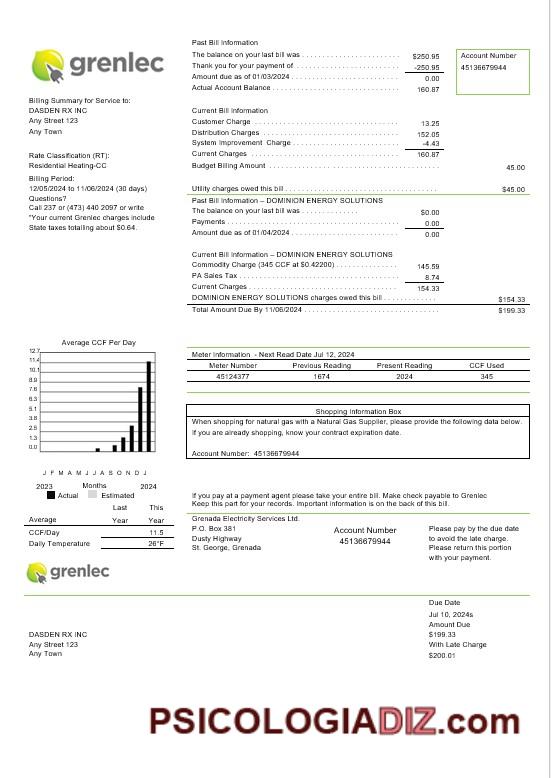 grenlec
Billing Summary for Service to:
DASDEN RX INC
Any Street 123
Any Town
Rate Classification (RT):
Residential Heating-CC
Billing Period:
12/05/2024 to 11/06/2024 (30 days)
Questions?
Call 237 or (473) 440 2097 or write
"Your current Grenlec charges include
State taxes totalling about $0.64.
Past Bill Information
The balance on your last bill was $250.95
Thank you for your payment of -250.95
Amount due as of 01/03/2024 0.00
Actual Account Balance 160.87
Account Number
45136679944
Current Bill Information
Customer Charge 13.25
Distribution Charges 152.05
System Improvement Charge -4.43
Current Charges 160.87
Budget Billing Amount 45.00
Utility charges owed this bill $45.00
Past Bill Information – DOMINION ENERGY SOLUTIONS
The balance on your last bill was $0.00
Payments 0.00
Amount due as of 01/04/2024 0.00
Current Bill Information – DOMINION ENERGY SOLUTIONS
Commodity Charge (345 CCF at $0.42200) 145.59
PA Sales Tax 8.74
Current Charges 154.33
DOMINION ENERGY SOLUTIONS charges owed this bill $154.33
Total Amount Due By 11/06/2024 $199.33
Average CCF Per Day
12.7
11.4
10.1
8.9
7.6
6.3
5.1
3.8
2.5
1.3
0.0
J F M A M J J A S O N D J
2023 Months 2024
Actual Estimated
Last This
Average Year Year
CCF/Day 11.5
Daily Temperature 26°F
Meter Information - Next Read Date Jul 12, 2024
Meter Number Previous Reading Present Reading CCF Used
45124377 1674 2024 345
Shopping Information Box
When shopping for natural gas with a Natural Gas Supplier, please provide the following data below.
If you are already shopping, know your contract expiration date.
Account Number: 45136679944
If you pay at a payment agent please take your entire bill. Make check payable to Grenlec
Keep this part for your records. Important information is on the back of this bill.
Grenada Electricity Services Ltd.
P.O. Box 381
Dusty Highway
St. George, Grenada
Account Number
45136679944
Please pay by the due date
to avoid the late charge.
Please return this portion
with your payment.
grenlec
Due Date
Jul 10, 2024s
Amount Due
$199.33
With Late Charge
$200.01
DASDEN RX INC
Any Street 123
Any Town
PSICOLOGIADIZ.com